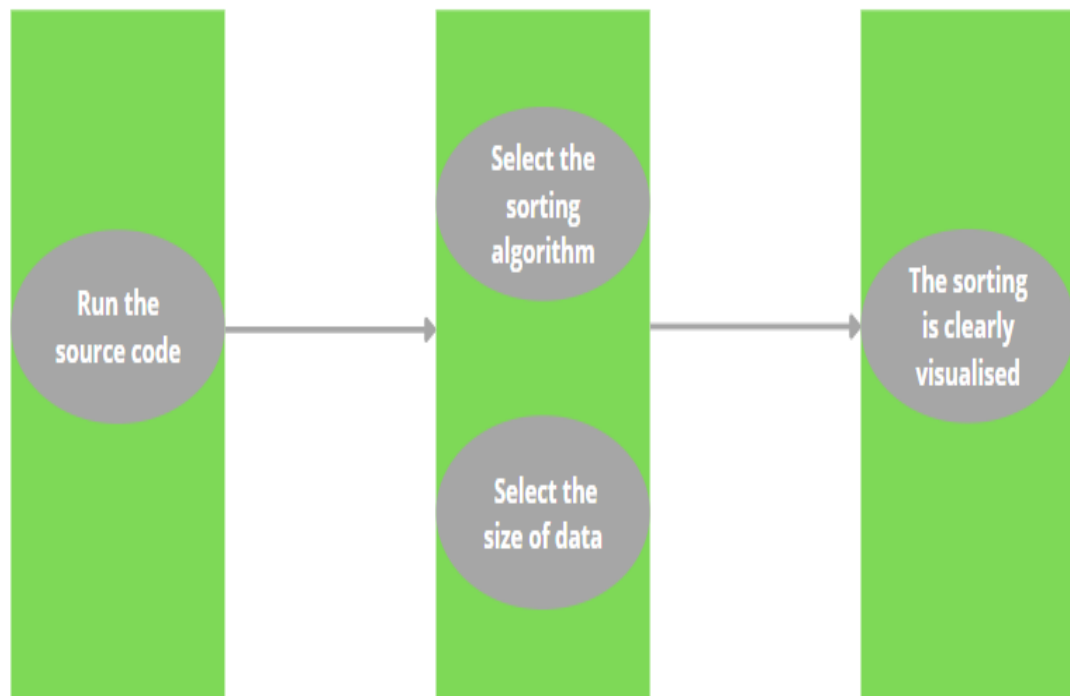 Run the
source code
Select the
sorting
algorithm
Select the
size of data
The sorting
is clearly
visualised